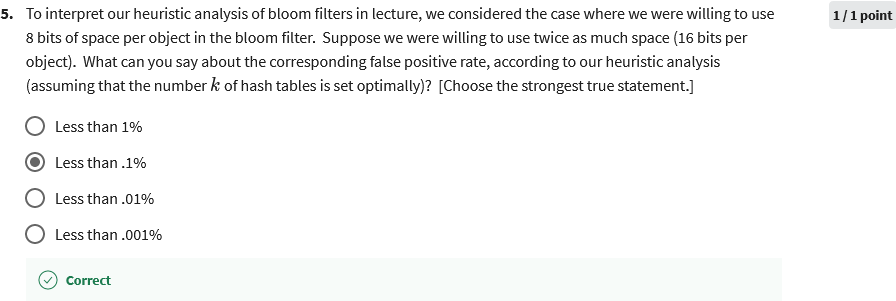 5. To interpret our heuristic analysis of bloom filters in lecture, we considered the case where we were willing to use
1 / 1 point
8 bits of space per object in the bloom filter. Suppose we were willing to use twice as much space (16 bits per
object). What can you say about the corresponding false positive rate, according to our heuristic analysis
(assuming that the number k of hash tables is set optimally)? [Choose the strongest true statement.]
Less than 1%
Less than .1%
Less than .01%
Less than .001%
Correct